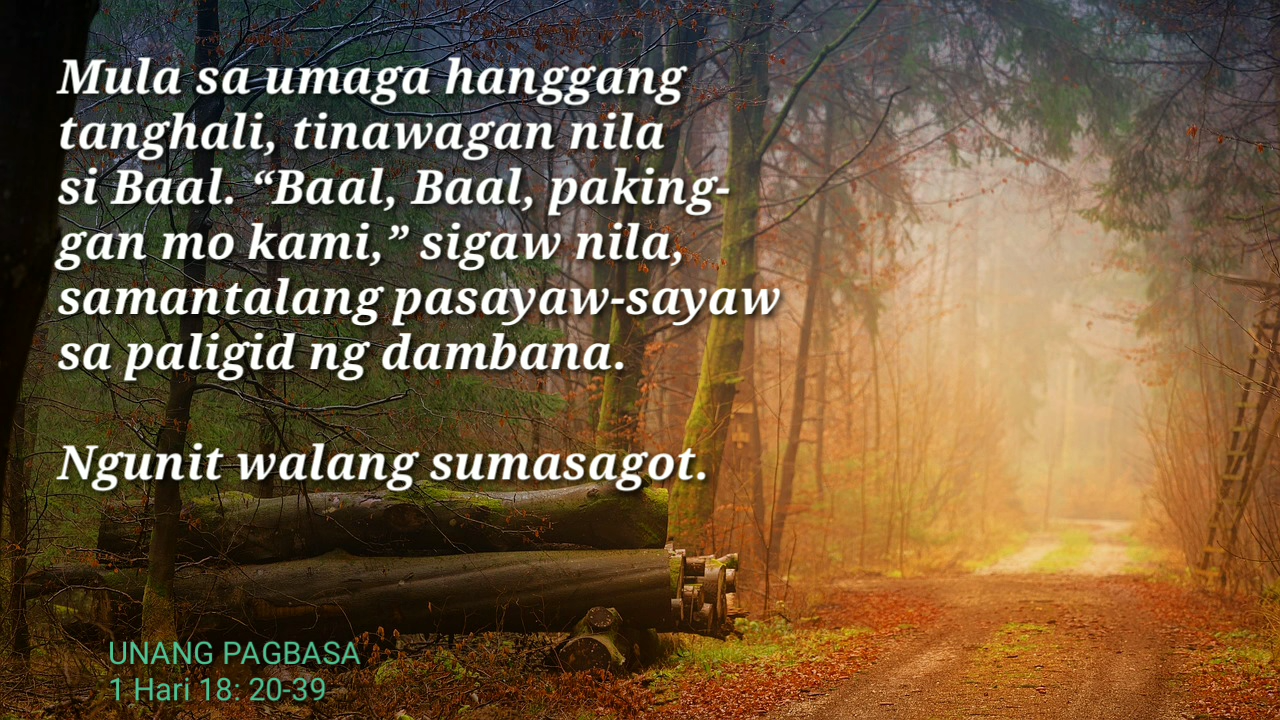 Mula sa umaga hanggang
tanghali, tinawagan nila
si Baal. “Baal, Baal, paking-
gan mo kami,” sigaw nila,
samantalang pasayaw-sayaw
sa paligid ng dambana.
Ngunit walang sumasagot.
UNANG PAGBASA
1 Hari 18: 20-39